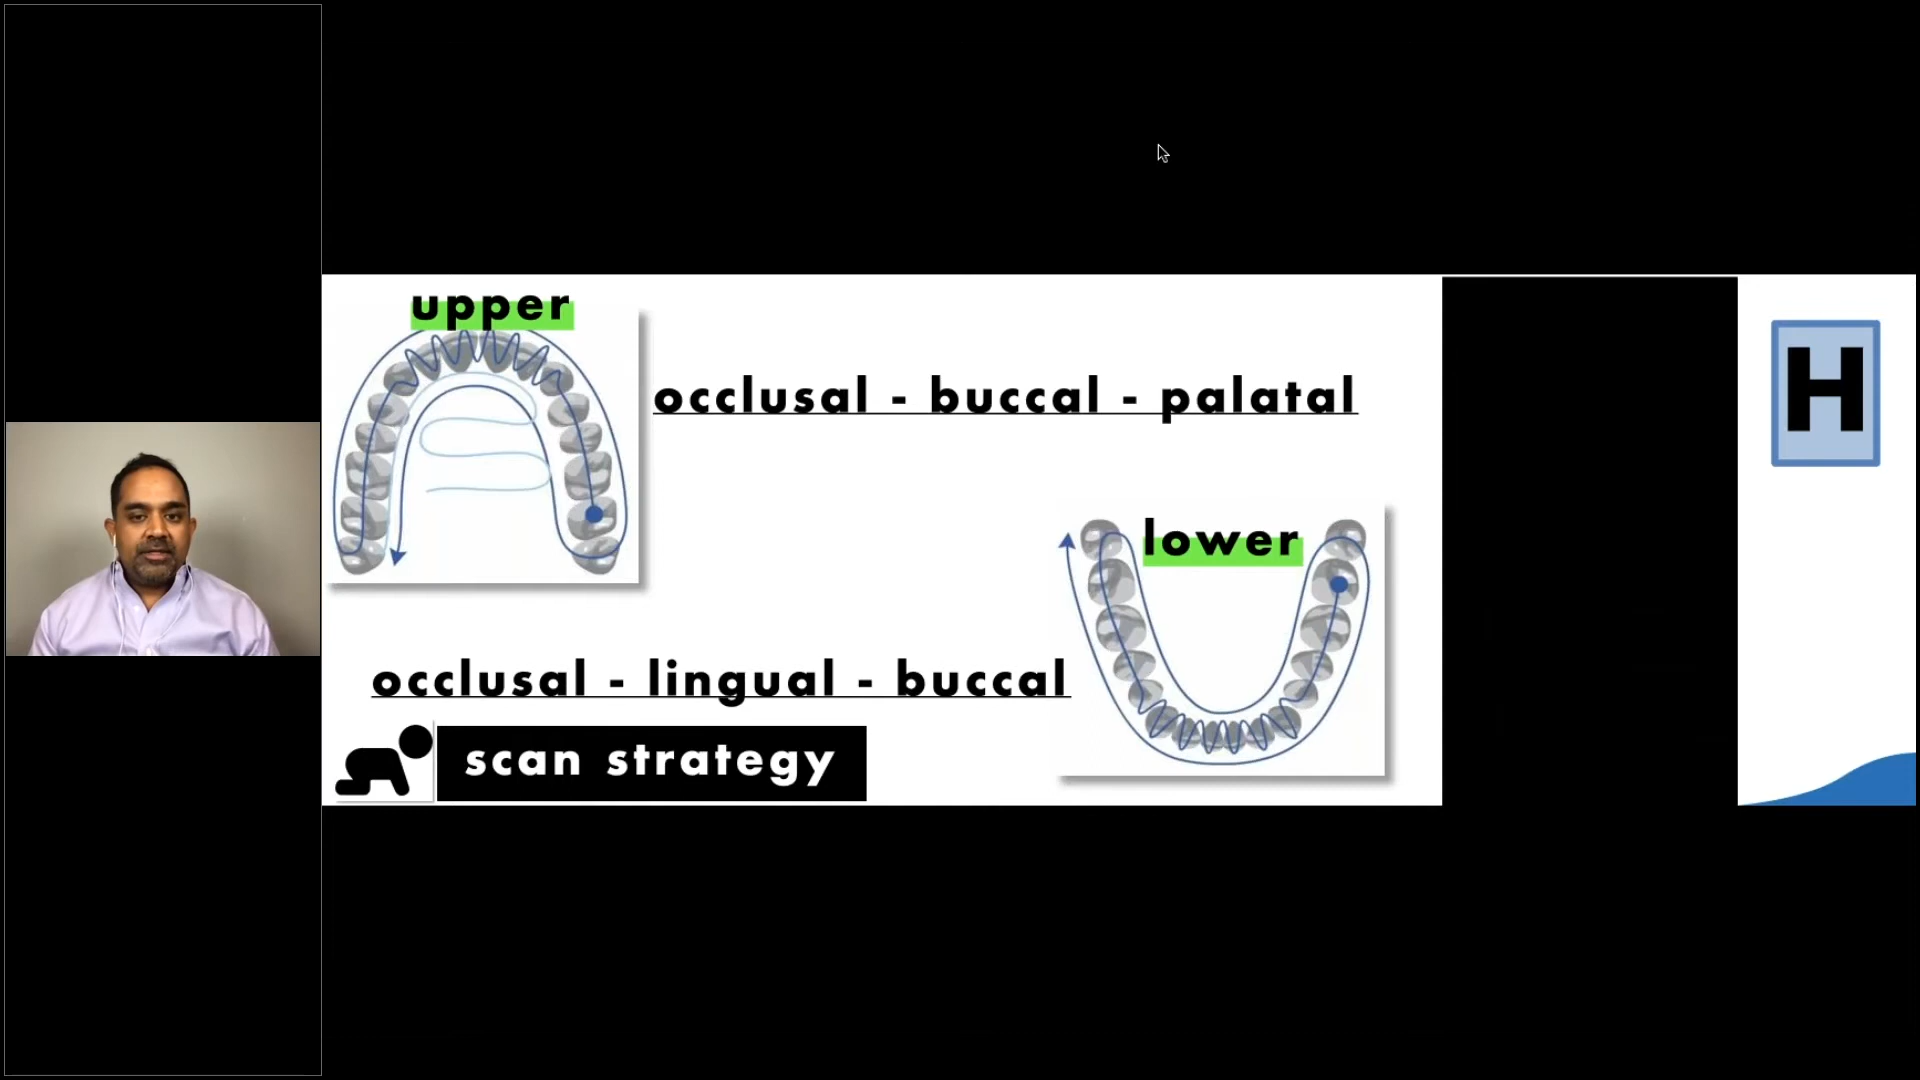 upper
occlusal - buccal - palatal
H
lower
occlusal - lingual - buccal
scan strategy